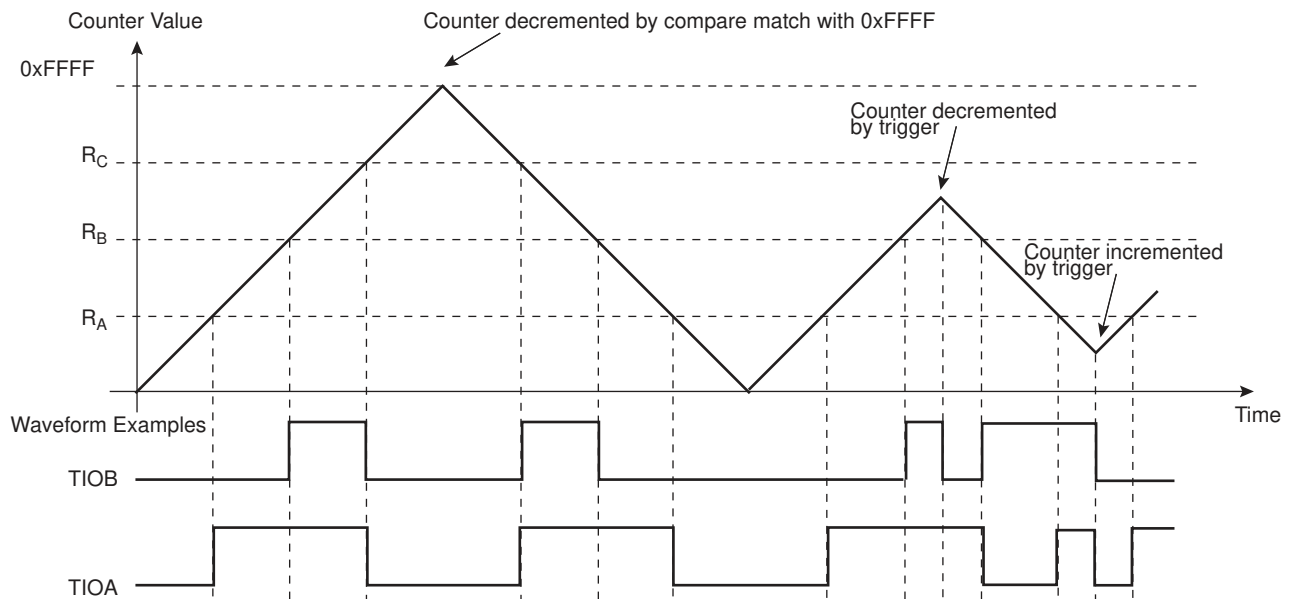 Counter Value
Counter decremented by compare match with 0xFFFF
0xFFFF
Counter decremented
by trigger
RC
RB
Counter incremented
by trigger
RA
Time
Waveform Examples
TIOB
TIOA